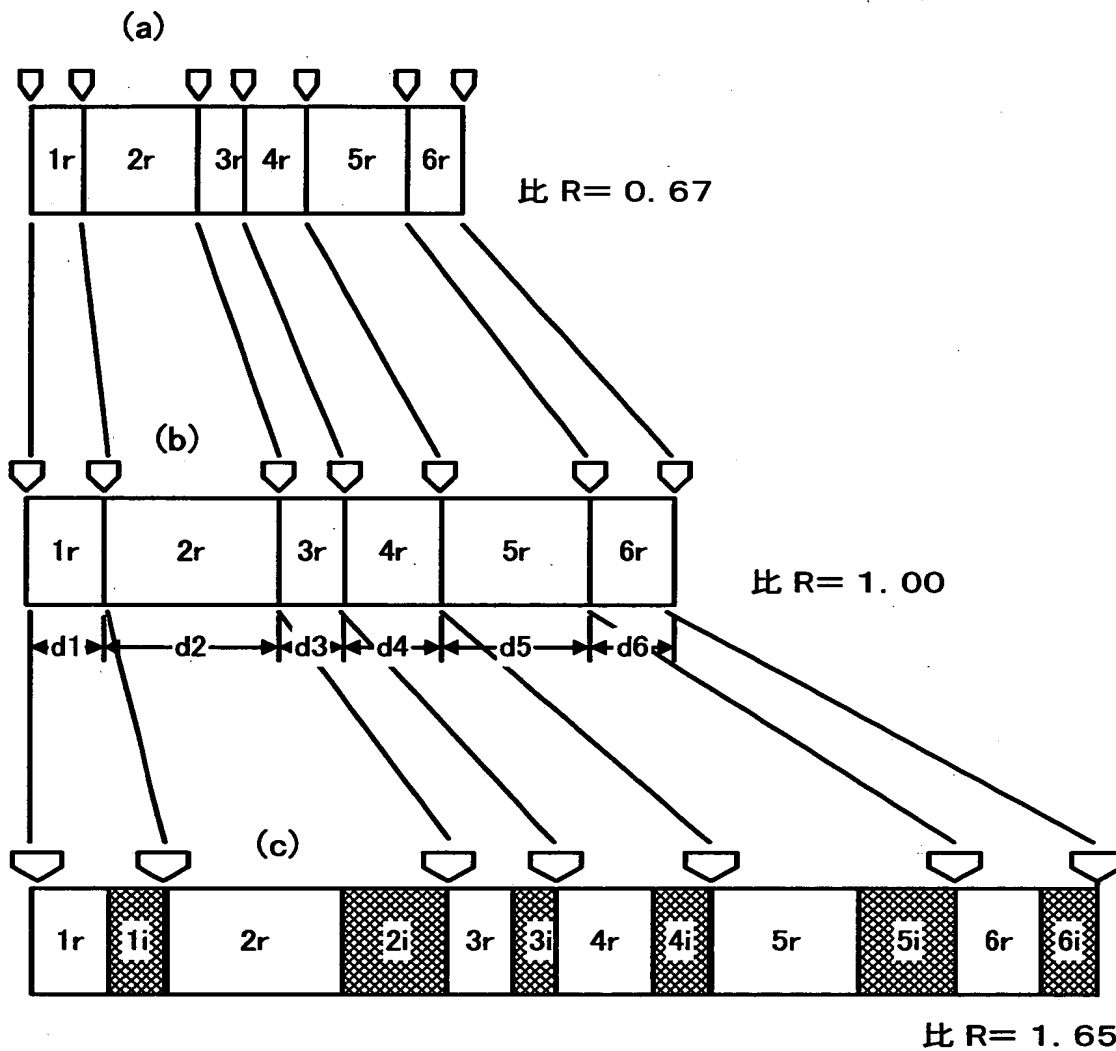 (a)
1r 2r 3r 4r 5r 6r
比 R= 0. 67
(b)
1r 2r 3r 4r 5r 6r
比 R= 1. 00
d1 d2 d3 d4 d5 d6
(c)
1r 1i 2r 2i 3r 3i 4r 4i 5r 5i 6r 6i
比 R= 1. 65